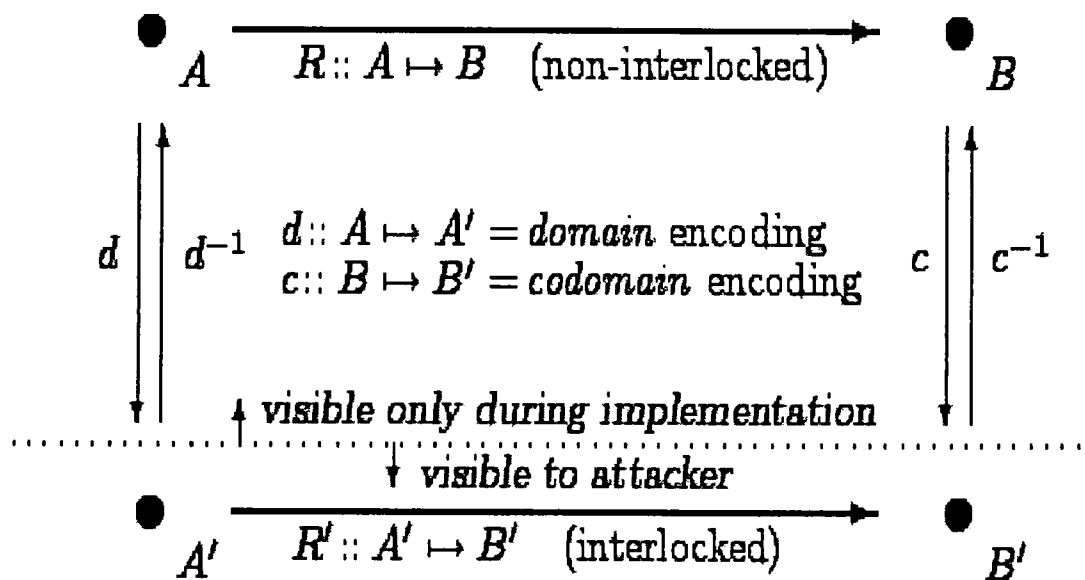 A
R :: A ↦ B (non-interlocked)
B
d
d⁻¹
d :: A ↦ A′ = domain encoding
c :: B ↦ B′ = codomain encoding
c
c⁻¹
visible only during implementation
visible to attacker
A′
R′ :: A′ ↦ B′ (interlocked)
B′